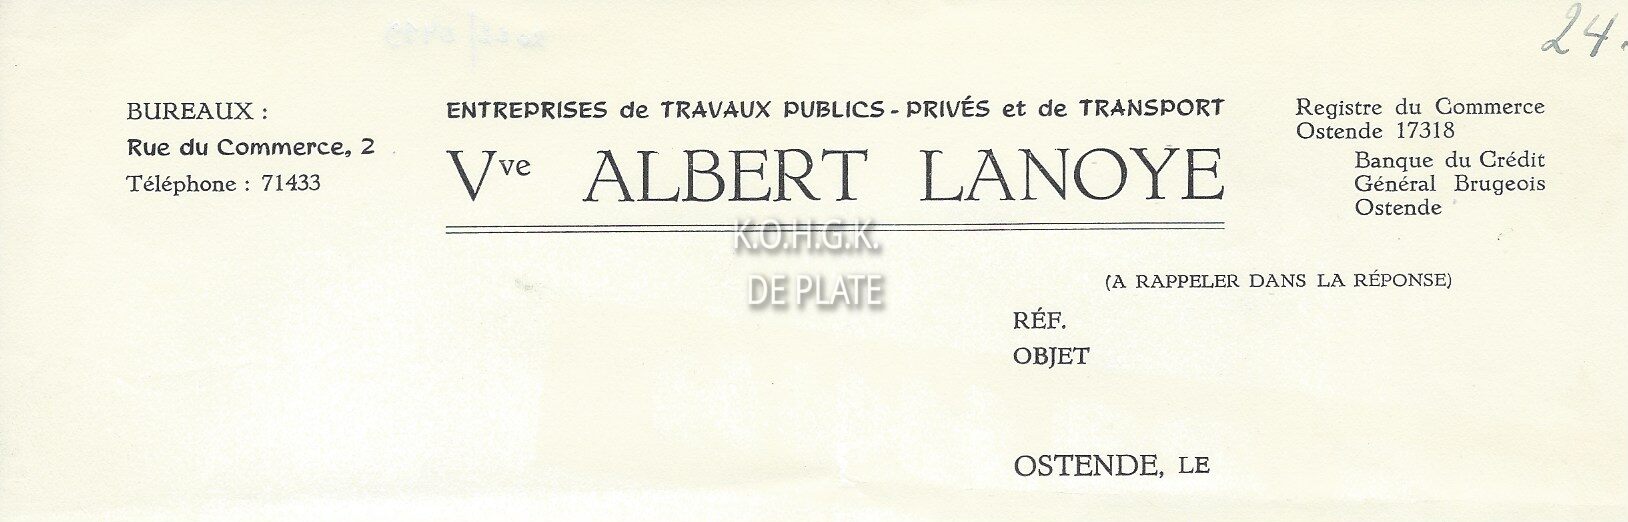 24.
BUREAUX :
Rue du Commerce, 2
Téléphone : 71433
ENTREPRISES de TRAVAUX PUBLICS - PRIVÉS et de TRANSPORT
Vve ALBERT LANOYE
Registre du Commerce
Ostende 17318
Banque du Crédit
Général Brugeois
Ostende
K.O.H.G.K.
DE PLATE
(A RAPPELER DANS LA RÉPONSE)
RÉF.
OBJET
OSTENDE, LE